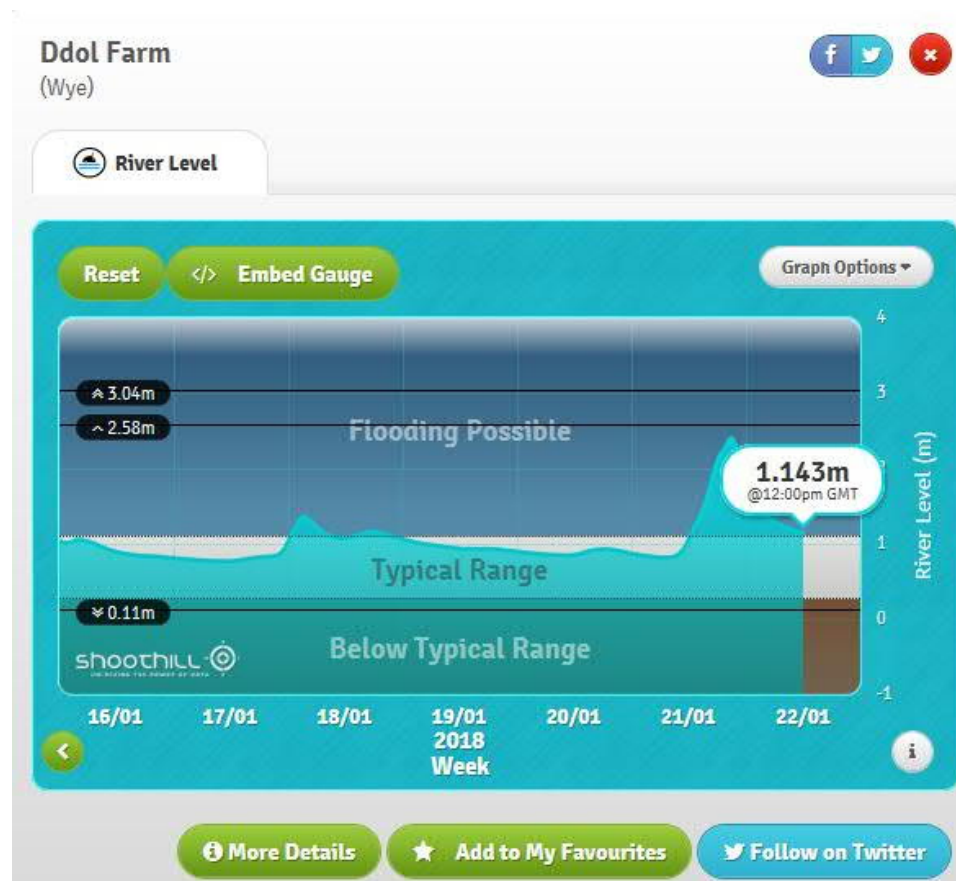 Ddol Farm
(Wye)
River Level
Reset
</> Embed Gauge
Graph Options
4
3.04m
3
2.58m
Flooding Possible
1.143m
@12:00pm GMT
River Level (m)
1
Typical Range
0.11m
0
Below Typical Range
shoothill
-1
16/01 17/01 18/01 19/01 20/01 21/01 22/01
2018
Week
i
More Details
Add to My Favourites
Follow on Twitter